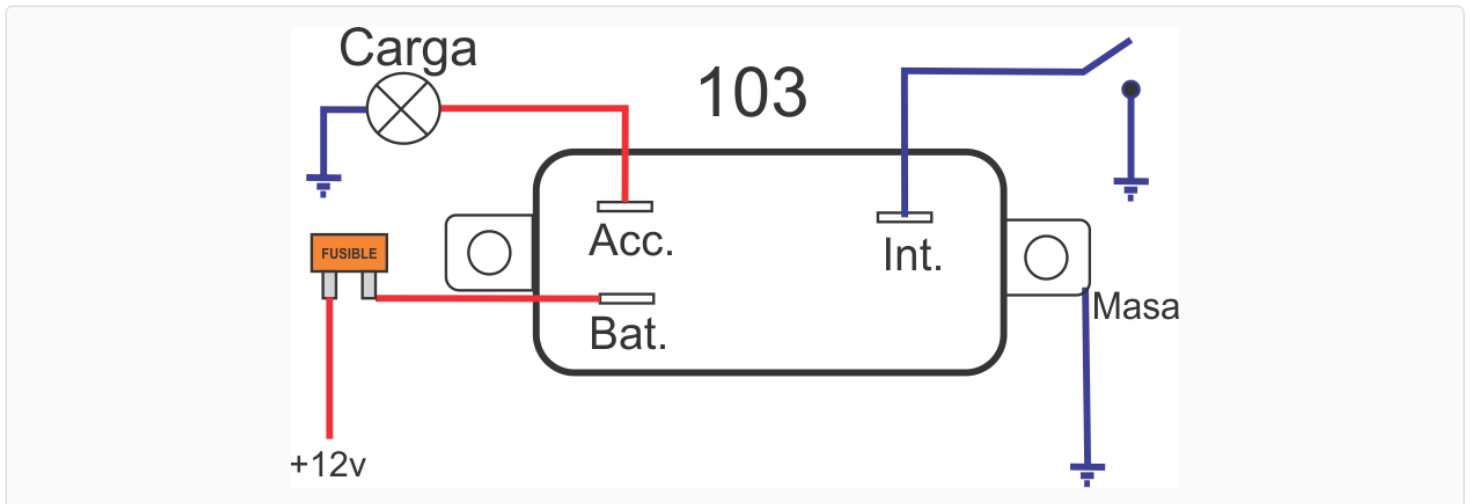 Carga
103
Acc.
Int.
FUSIBLE
Masa
Bat.
+12v